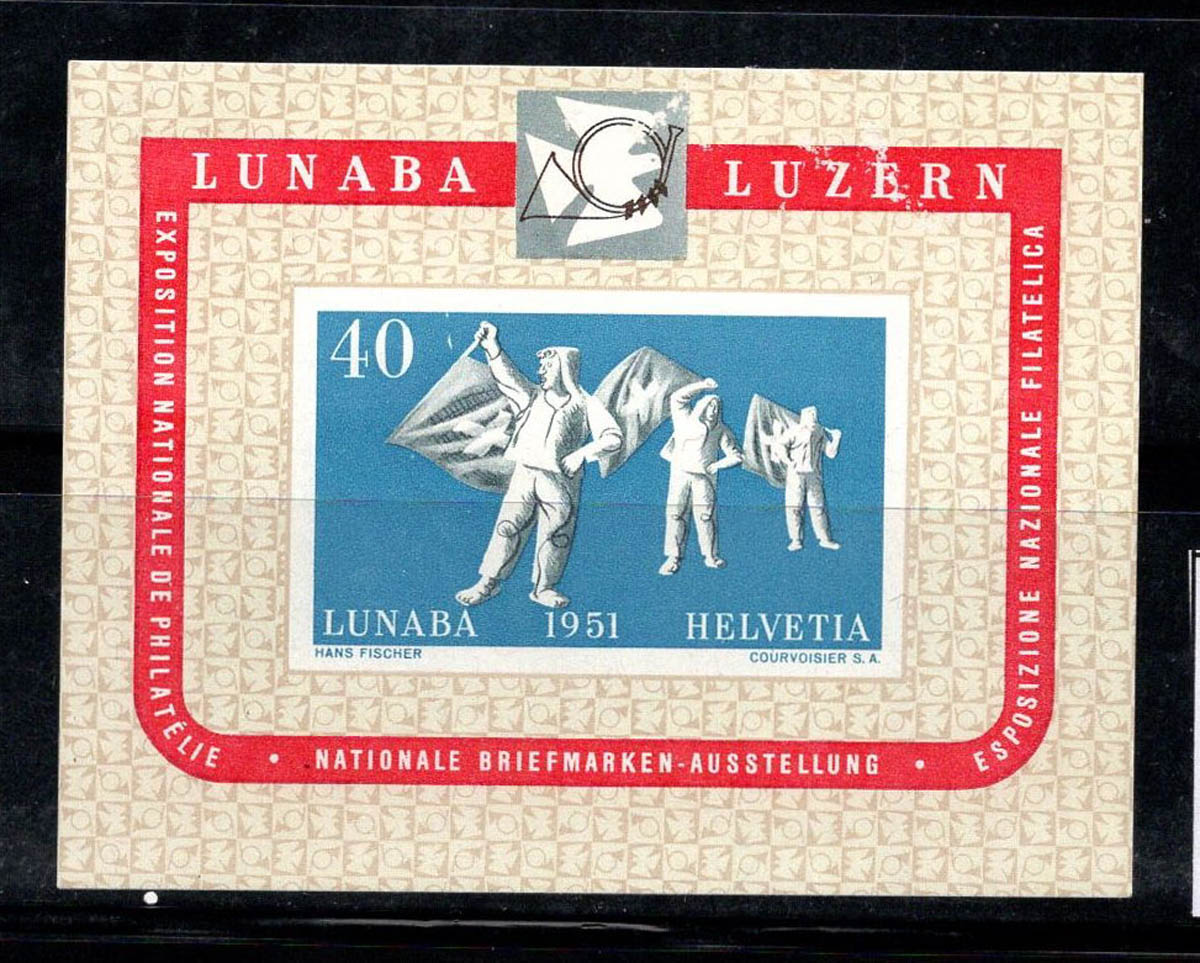 LUNABA LUZERN
EXPOSITION NATIONALE DE PHILATÉLIE
40
LUNABA 1951 HELVETIA
HANS FISCHER COURVOISIER S.A.
• NATIONALE BRIEFMARKEN-AUSSTELLUNG •
ESPOSIZIONE NAZIONALE FILATELICA